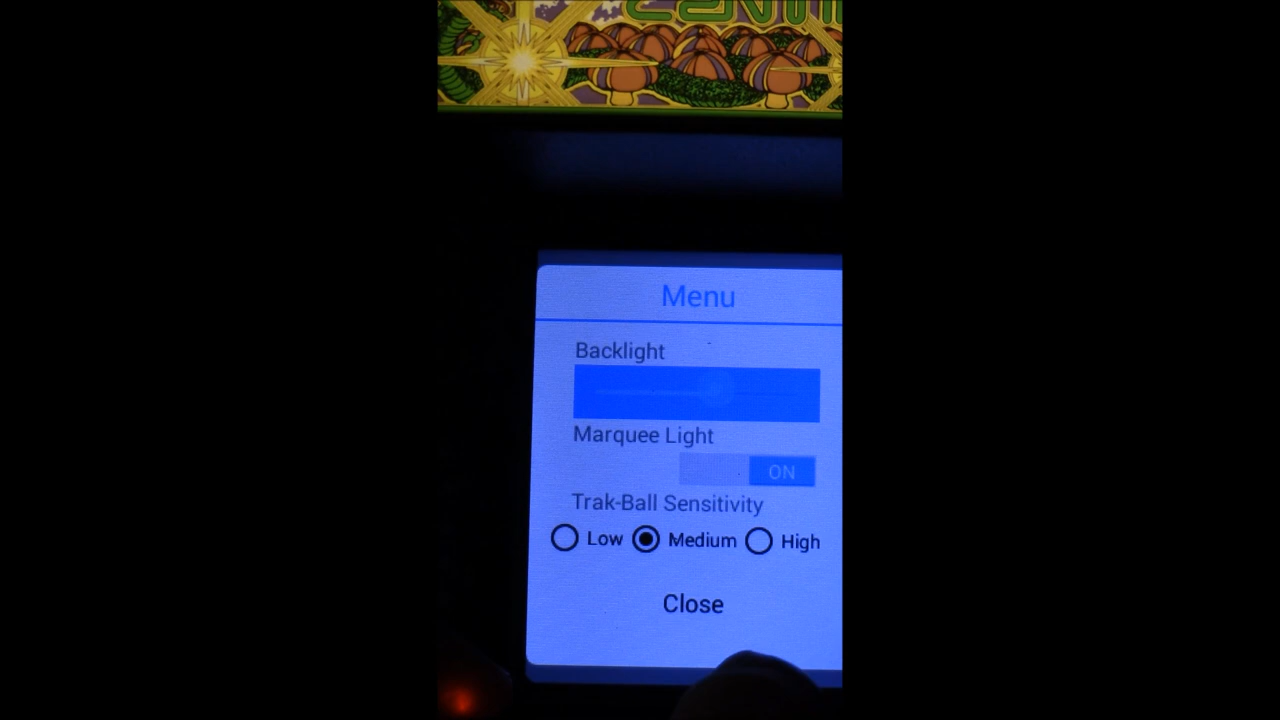 Menu
Backlight
Marquee Light
ON
Trak-Ball Sensitivity
Low Medium High
Close